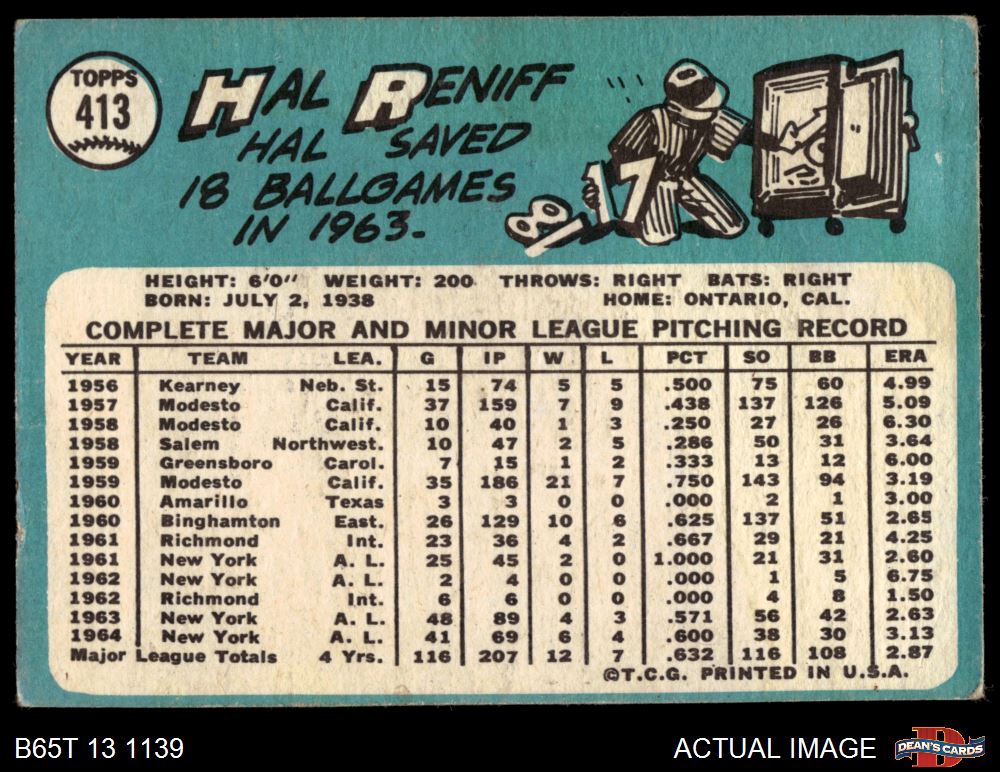 TOPPS
413
HAL RENIFF
HAL SAVED
18 BALLGAMES
IN 1963.
18 17
HEIGHT: 6'0" WEIGHT: 200 THROWS: RIGHT BATS: RIGHT
BORN: JULY 2, 1938 HOME: ONTARIO, CAL.
COMPLETE MAJOR AND MINOR LEAGUE PITCHING RECORD
YEAR TEAM LEA. G IP W L PCT SO BB ERA
1956 Kearney Neb. St. 15 74 5 5 .500 75 60 4.99
1957 Modesto Calif. 37 159 7 9 .438 137 126 5.09
1958 Modesto Calif. 10 40 1 3 .250 27 26 6.30
1958 Salem Northwest. 10 47 2 5 .286 50 31 3.64
1959 Greensboro Carol. 7 15 1 2 .333 13 12 6.00
1959 Modesto Calif. 35 186 21 7 .750 143 94 3.19
1960 Amarillo Texas 3 3 0 0 .000 2 1 3.00
1960 Binghamton East. 26 129 10 6 .625 137 51 2.65
1961 Richmond Int. 23 36 4 2 .667 29 21 4.25
1961 New York A. L. 25 45 2 0 1.000 21 31 2.60
1962 New York A. L. 2 4 0 0 .000 1 5 6.75
1962 Richmond Int. 6 6 0 0 .000 4 8 1.50
1963 New York A. L. 48 89 4 3 .571 56 42 2.63
1964 New York A. L. 41 69 6 4 .600 38 30 3.13
Major League Totals 4 Yrs. 116 207 12 7 .632 116 108 2.87
©T.C.G. PRINTED IN U.S.A.
B65T 13 1139 ACTUAL IMAGE DEAN'S CARDS